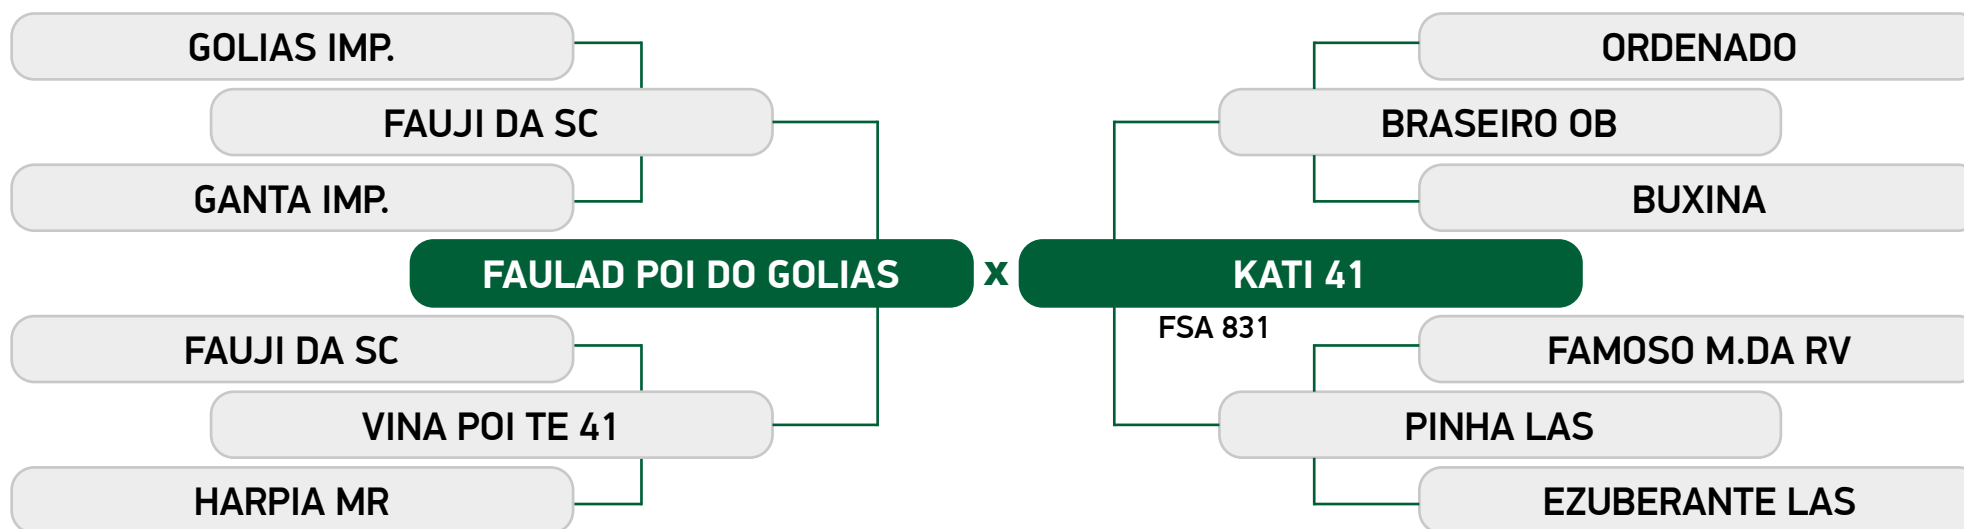 GOLIAS IMP.
ORDENADO
FAUJI DA SC
BRASEIRO OB
GANTA IMP.
BUXINA
FAULAD POI DO GOLIAS
x
KATI 41
FSA 831
FAUJI DA SC
FAMOSO M.DA RV
VINA POI TE 41
PINHA LAS
HARPIA MR
EZUBERANTE LAS